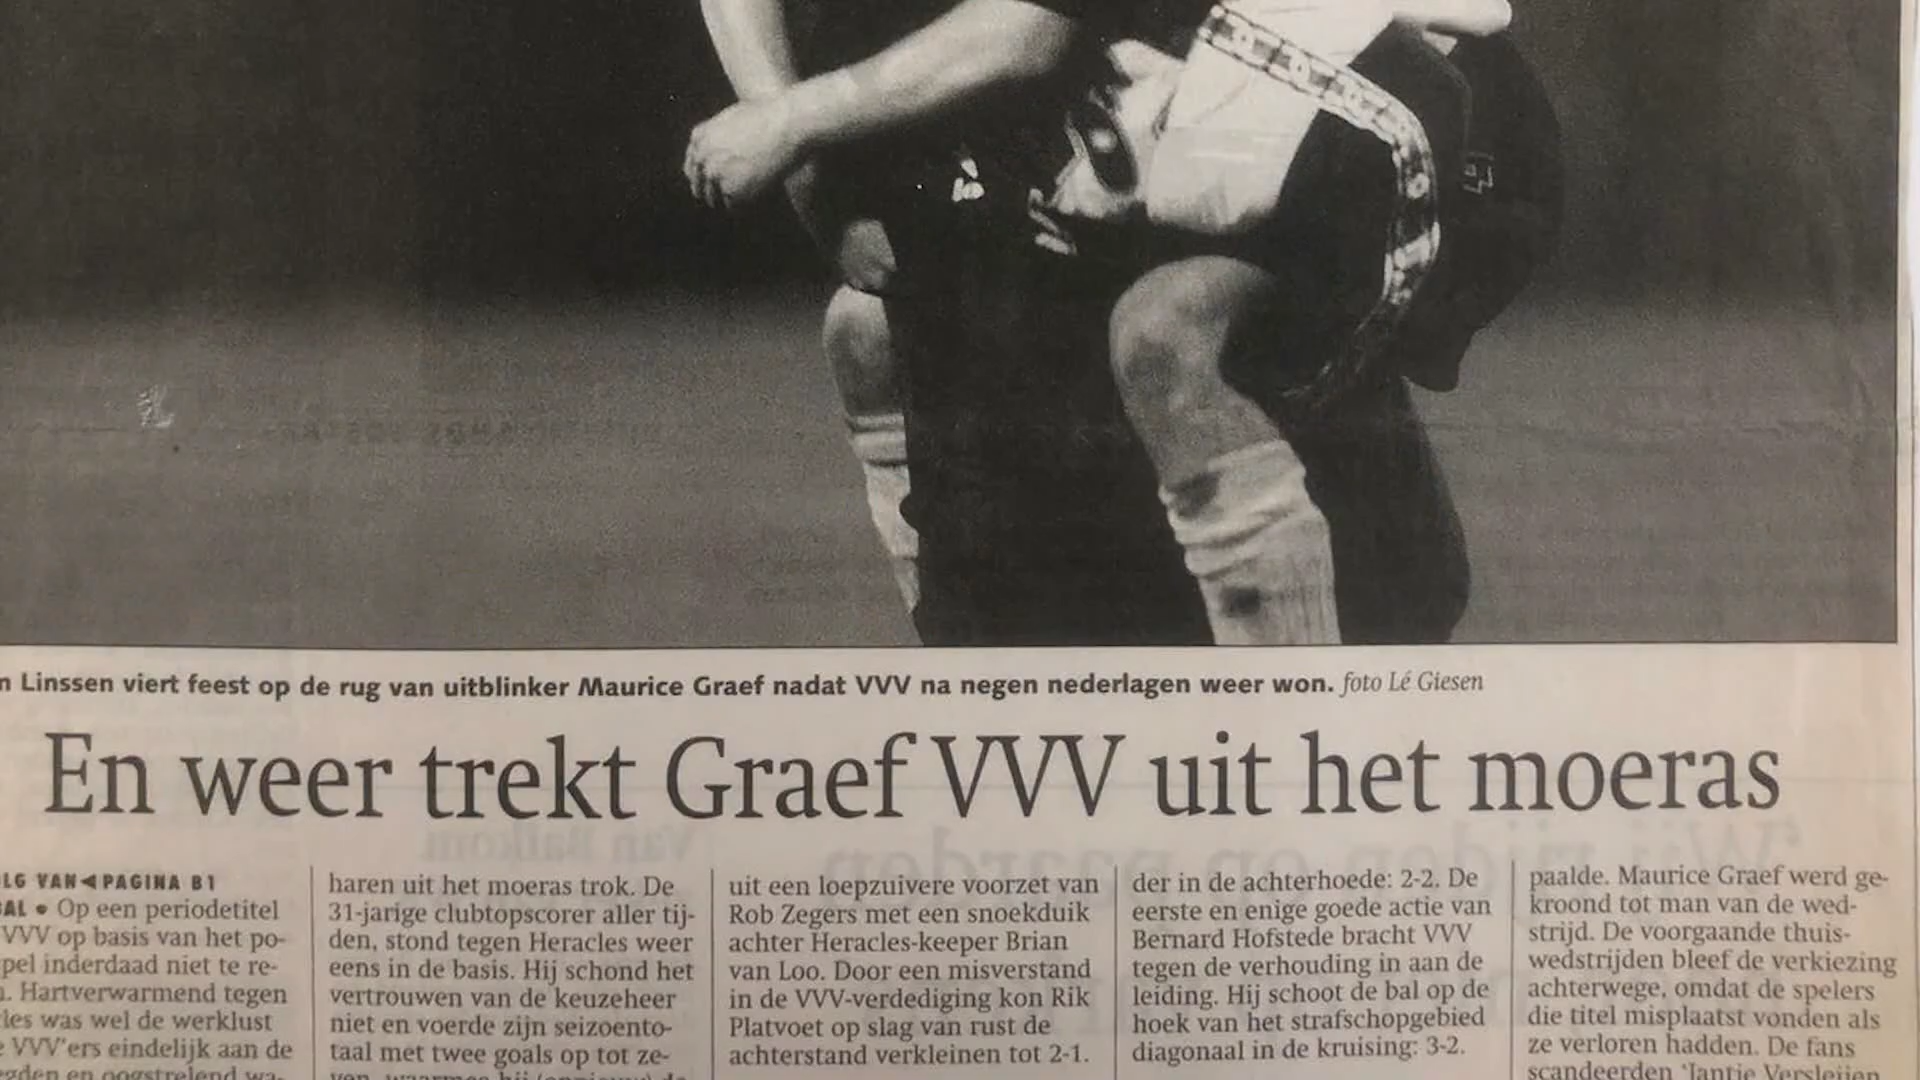 n Linssen viert feest op de rug van uitblinker Maurice Graef nadat VVV na negen nederlagen weer won. foto Lé Giesen
En weer trekt Graef VVV uit het moeras
LG VAN ◄ PAGINA B1
AL • Op een periodetitel
VVV op basis van het po-
pel inderdaad niet te re-
. Hartverwarmend tegen
les was wel de werklust
VVV'ers eindelijk aan de
haren uit het moeras trok. De
31-jarige clubtopscorer aller tij-
den, stond tegen Heracles weer
eens in de basis. Hij schond het
vertrouwen van de keuzeheer
niet en voerde zijn seizoento-
taal met twee goals op tot ze-
uit een loepzuivere voorzet van
Rob Zegers met een snoekduik
achter Heracles-keeper Brian
van Loo. Door een misverstand
in de VVV-verdediging kon Rik
Platvoet op slag van rust de
achterstand verkleinen tot 2-1.
der in de achterhoede: 2-2. De
eerste en enige goede actie van
Bernard Hofstede bracht VVV
tegen de verhouding in aan de
leiding. Hij schoot de bal op de
hoek van het strafschopgebied
diagonaal in de kruising: 3-2.
paalde. Maurice Graef werd ge-
kroond tot man van de wed-
strijd. De voorgaande thuis-
wedstrijden bleef de verkiezing
achterwege, omdat de spelers
die titel misplaatst vonden als
ze verloren hadden. De fans
scandeerden 'Jantje Versleijen